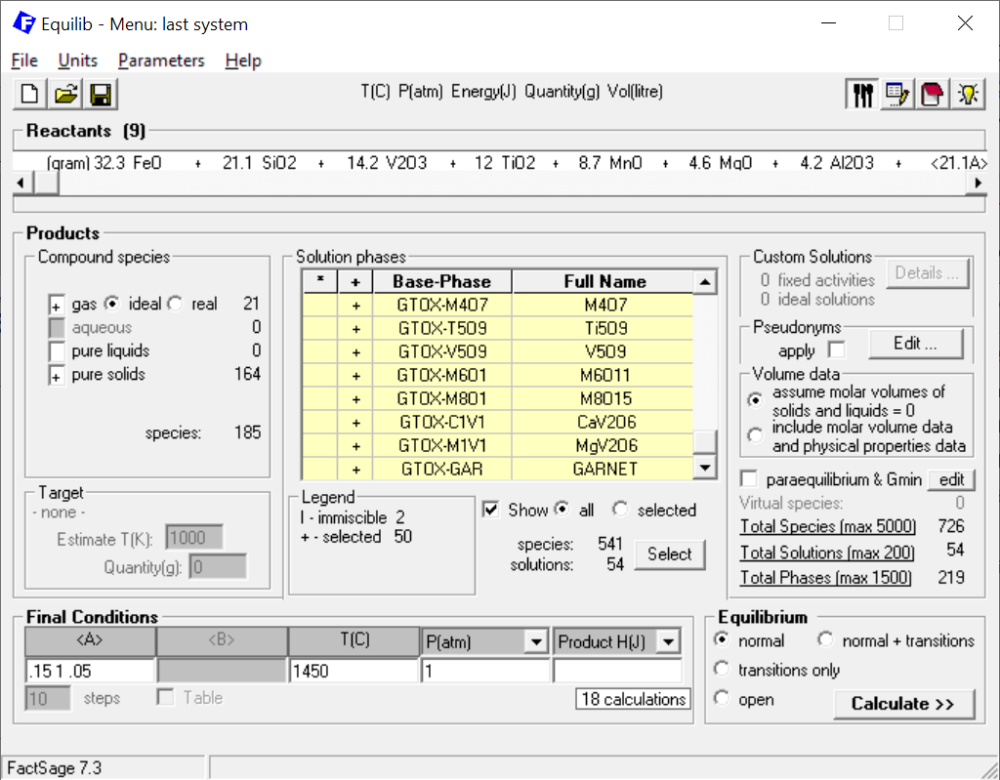 Equilib - Menu: last system
File Units Parameters Help
T(C) P(atm) Energy(J) Quantity(g) Vol(litre)
Reactants (9)
(gram) 32.3 FeO + 21.1 SiO2 + 14.2 V2O3 + 12 TiO2 + 8.7 MnO + 4.6 MgO + 4.2 Al2O3 + <21.1A>
Products
Compound species
+ gas ideal real 21
aqueous 0
pure liquids 0
+ pure solids 164
species: 185
Target
- none -
Estimate T(K): 1000
Quantity(g): 0
Solution phases
* + Base-Phase Full Name
+ GTOX-M4O7 M4O7
+ GTOX-T5O9 Ti5O9
+ GTOX-V5O9 V5O9
+ GTOX-M6O1 M6O11
+ GTOX-M8O1 M8O15
+ GTOX-C1V1 CaV2O6
+ GTOX-M1V1 MgV2O6
+ GTOX-GAR GARNET
Legend
I - immiscible 2
+ - selected 50
Show all selected
species: 541
solutions: 54
Select
Custom Solutions
0 fixed activities
0 ideal solutions
Details ...
Pseudonyms
apply
Edit ...
Volume data
assume molar volumes of
solids and liquids = 0
include molar volume data
and physical properties data
paraequilibrium & Gmin edit
Virtual species: 0
Total Species (max 5000) 726
Total Solutions (max 200) 54
Total Phases (max 1500) 219
Final Conditions
<A> <B> T(C) P(atm) Product H(J)
.15 1 .05 1450 1
10 steps Table
18 calculations
Equilibrium
normal normal + transitions
transitions only
open
Calculate >>
FactSage 7.3